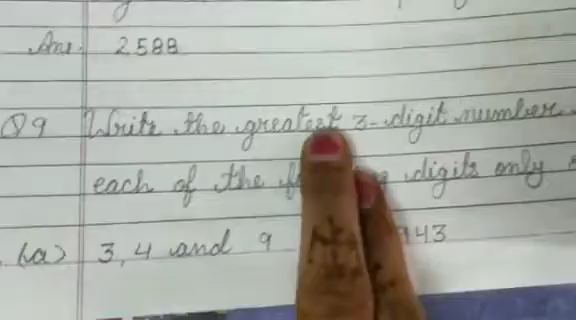 Ans. 2588
Q9 Write the greatest 3-digit number
each of the digits only
(a) 3, 4 and 9 943